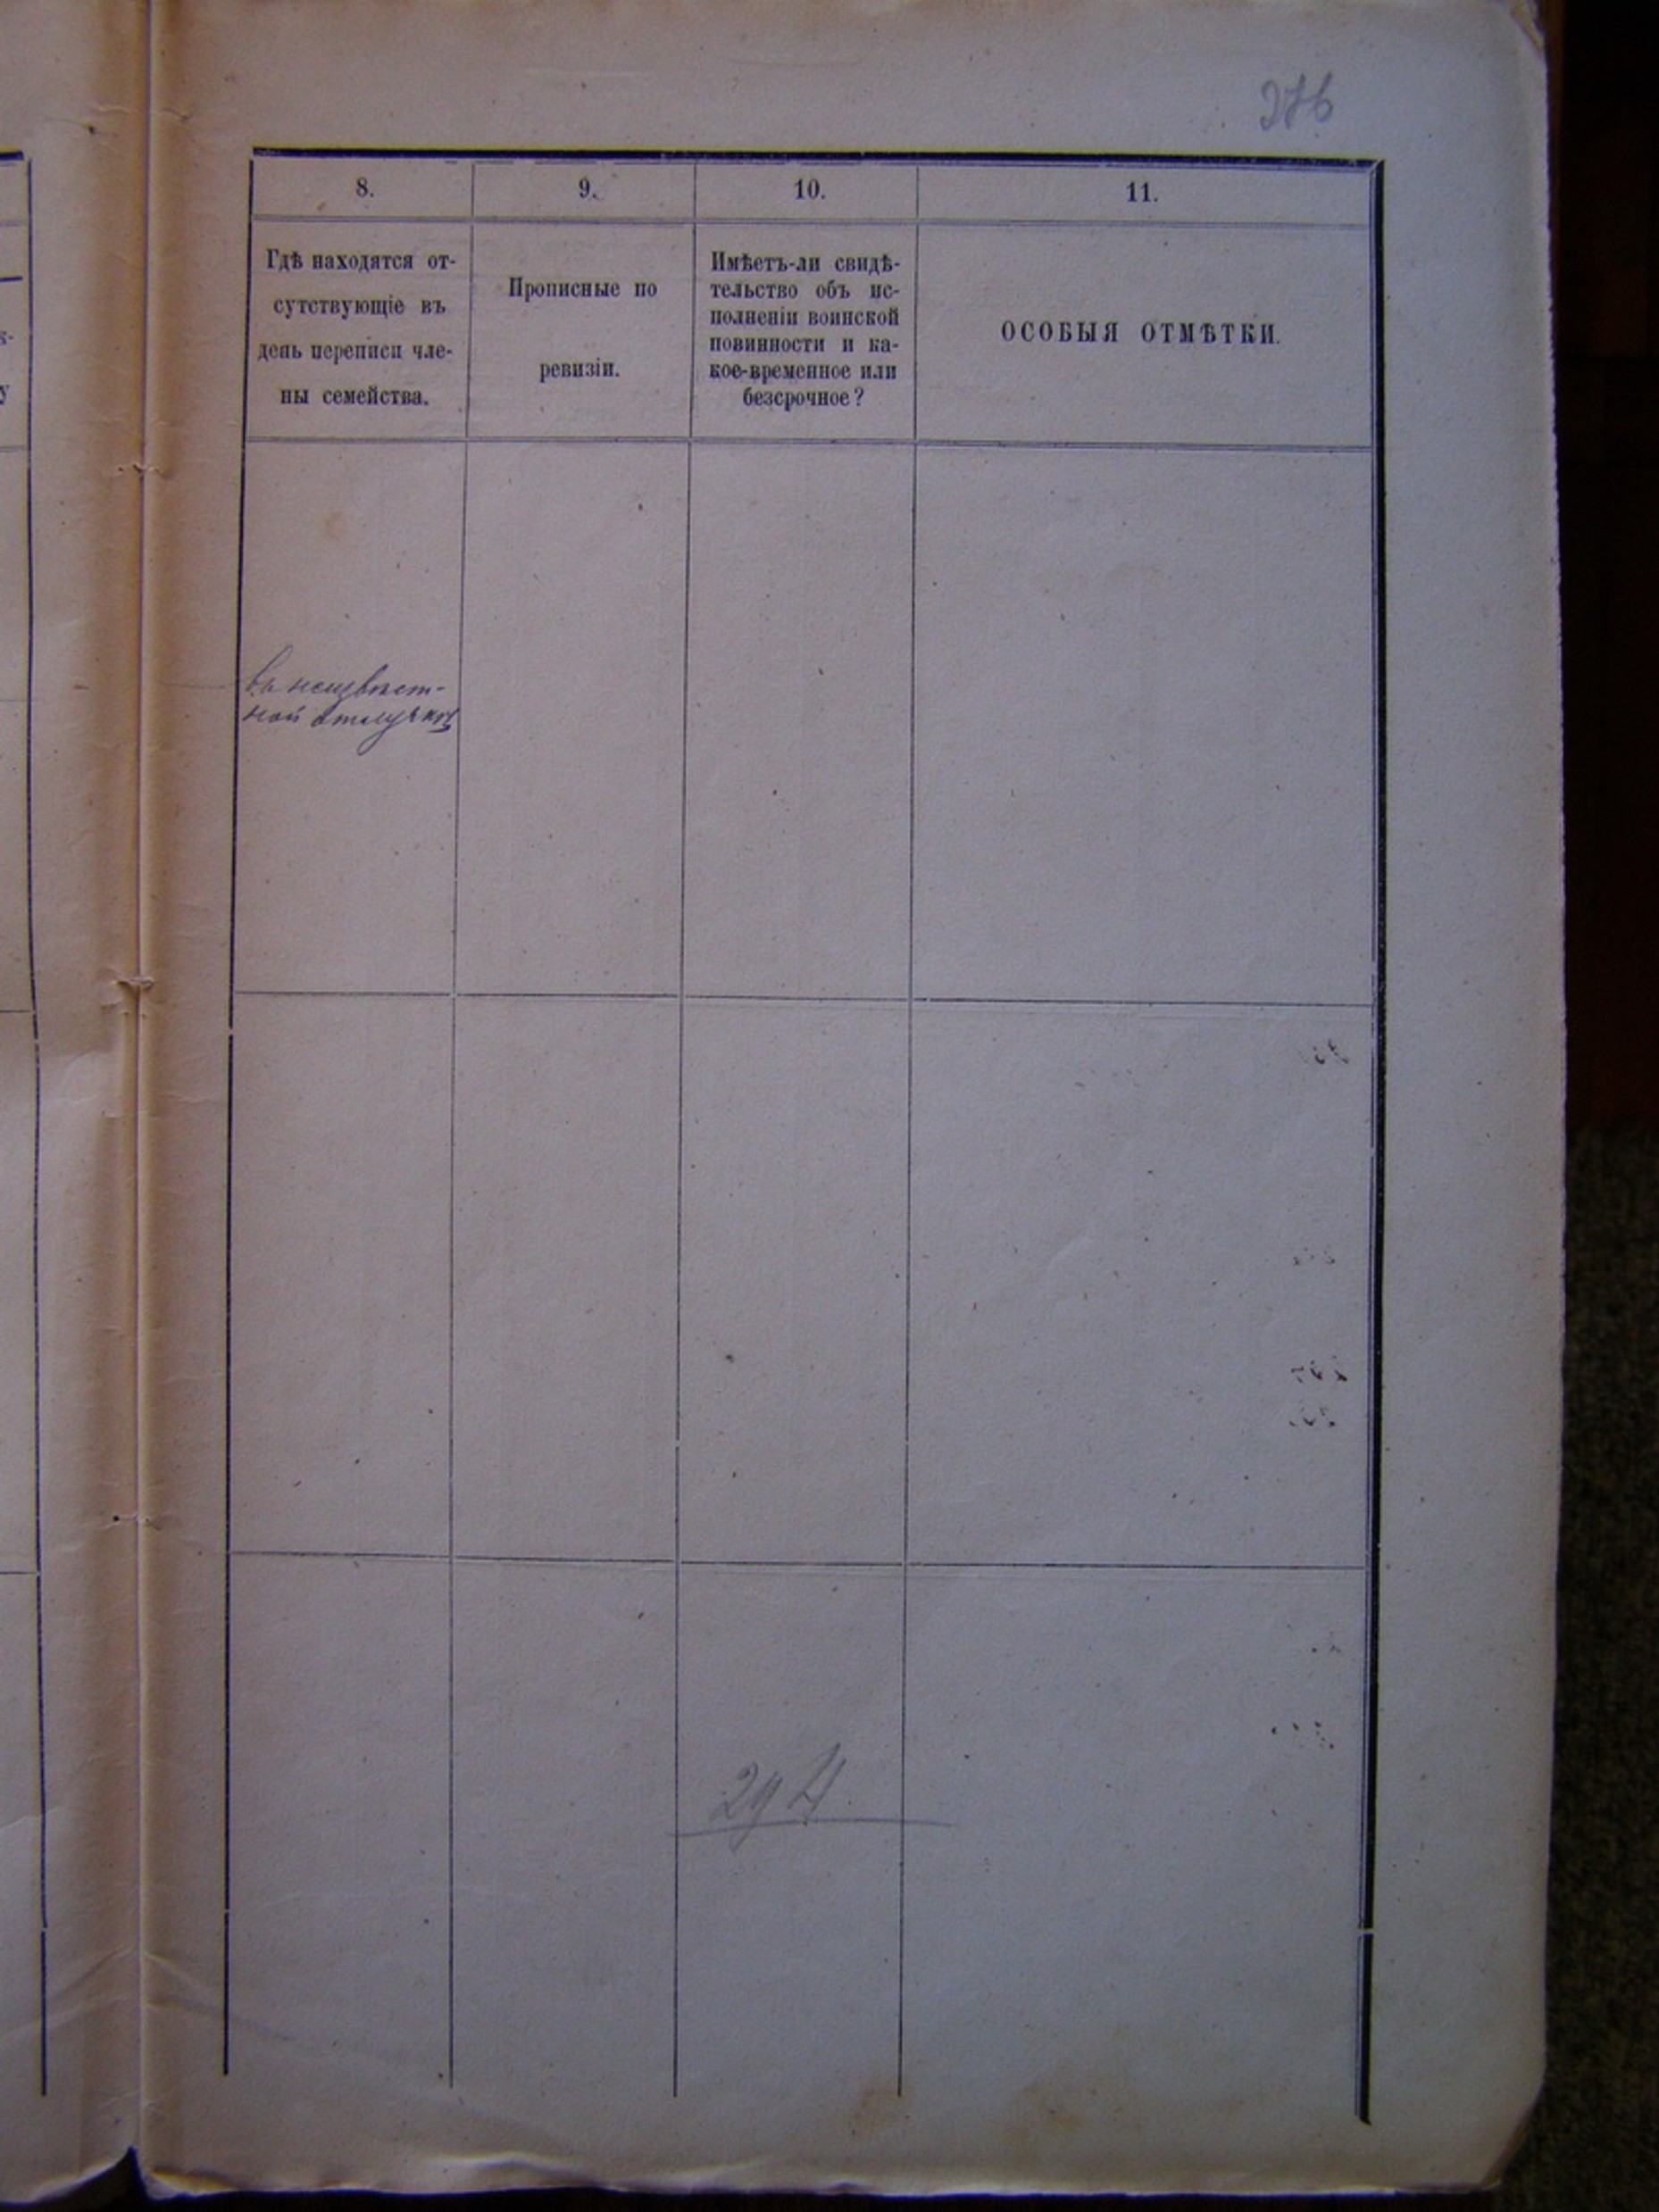 276
8.
9.
10.
11.
Гдѣ находятся от-
сутствующіе въ
день переписи чле-
ны семейства.
Прописные по
ревизіи.
Имѣетъ-ли свидѣ-
тельство объ ис-
полненіи воинской
повинности и ка-
кое-временное или
безсрочное?
ОСОБЫЯ ОТМѢТКИ.
въ неизвѣст-
ной отлучкѣ
294